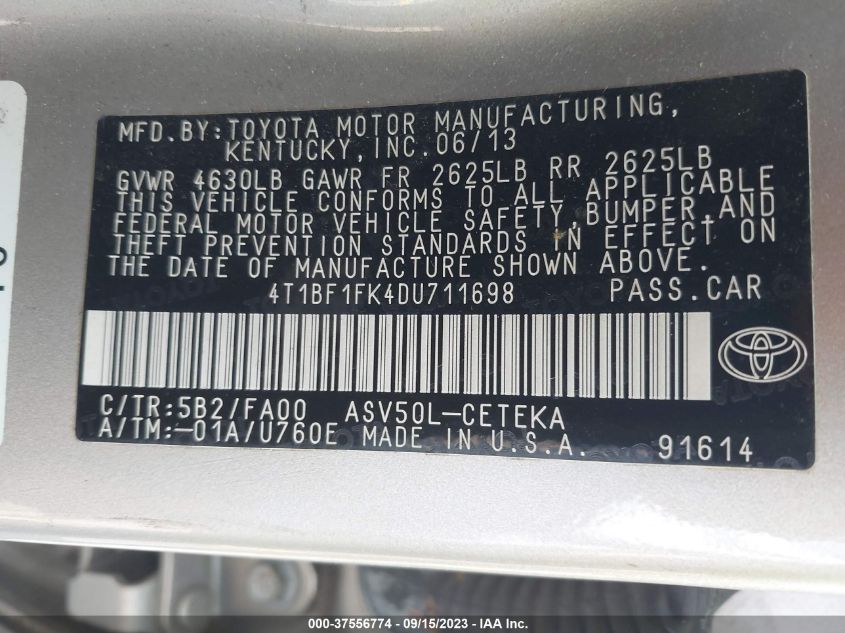 MFD.BY:TOYOTA MOTOR MANUFACTURING,
KENTUCKY,INC.06/13
GVWR 4630LB GAWR FR 2625LB RR 2625LB
THIS VEHICLE CONFORMS TO ALL APPLICABLE
FEDERAL MOTOR VEHICLE SAFETY,BUMPER,AND
THEFT PREVENTION STANDARDS IN EFFECT ON
THE DATE OF MANUFACTURE SHOWN ABOVE.
4T1BF1FK4DU711698 PASS.CAR
C/TR:5B2/FA00 ASV50L-CETEKA
A/TM:-01A/U760E MADE IN U.S.A. 91614
000-37556774 - 09/15/2023 - IAA Inc.